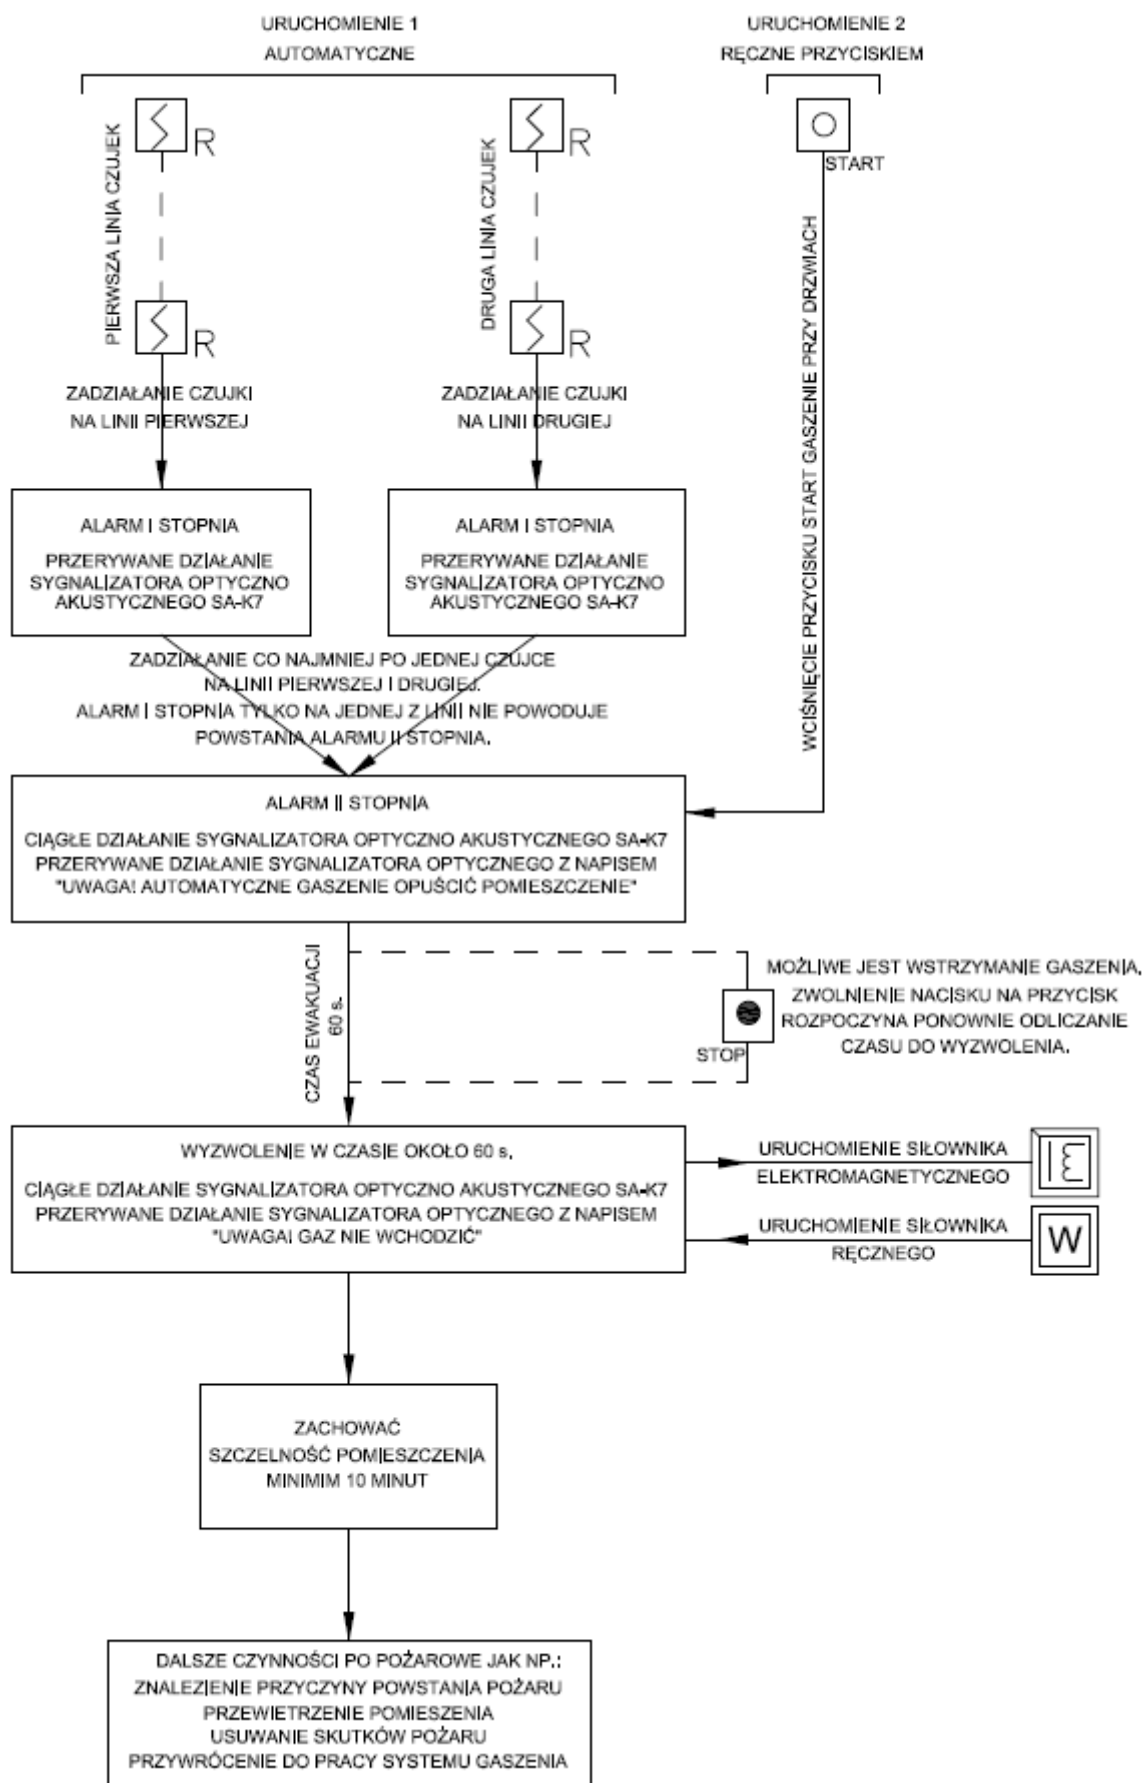 URUCHOMIENIE 1
AUTOMATYCZNE
URUCHOMIENIE 2
RĘCZNE PRZYCISKIEM
PIERWSZA LINIA CZUJEK
R
R
DRUGA LINIA CZUJEK
R
R
START
WCIŚNIĘCIE PRZYCISKU START GASZENIE PRZY DRZWIACH
ZADZIAŁANIE CZUJKI
NA LINII PIERWSZEJ
ZADZIAŁANIE CZUJKI
NA LINII DRUGIEJ
ALARM I STOPNIA
PRZERYWANE DZIAŁANIE
SYGNALIZATORA OPTYCZNO
AKUSTYCZNEGO SA-K7
ALARM I STOPNIA
PRZERYWANE DZIAŁANIE
SYGNALIZATORA OPTYCZNO
AKUSTYCZNEGO SA-K7
ZADZIAŁANIE CO NAJMNIEJ PO JEDNEJ CZUJCE
NA LINII PIERWSZEJ I DRUGIEJ.
ALARM I STOPNIA TYLKO NA JEDNEJ Z LINII NIE POWODUJE
POWSTANIA ALARMU II STOPNIA.
ALARM II STOPNIA
CIĄGŁE DZIAŁANIE SYGNALIZATORA OPTYCZNO AKUSTYCZNEGO SA-K7
PRZERYWANE DZIAŁANIE SYGNALIZATORA OPTYCZNEGO Z NAPISEM
"UWAGA! AUTOMATYCZNE GASZENIE OPUŚCIĆ POMIESZCZENIE"
CZAS EWAKUACJI
60 s.
STOP
MOŻLIWE JEST WSTRZYMANIE GASZENIA.
ZWOLNIENIE NACISKU NA PRZYCISK
ROZPOCZYNA PONOWNIE ODLICZANIE
CZASU DO WYZWOLENIA.
WYZWOLENIE W CZASIE OKOŁO 60 s.
CIĄGŁE DZIAŁANIE SYGNALIZATORA OPTYCZNO AKUSTYCZNEGO SA-K7
PRZERYWANE DZIAŁANIE SYGNALIZATORA OPTYCZNEGO Z NAPISEM
"UWAGA! GAZ NIE WCHODZIĆ"
URUCHOMIENIE SIŁOWNIKA
ELEKTROMAGNETYCZNEGO
URUCHOMIENIE SIŁOWNIKA
RĘCZNEGO
W
ZACHOWAĆ
SZCZELNOŚĆ POMIESZCZENIA
MINIMIM 10 MINUT
DALSZE CZYNNOŚCI PO POŻAROWE JAK NP.:
ZNALEZIENIE PRZYCZYNY POWSTANIA POŻARU
PRZEWIETRZENIE POMIESZENIA
USUWANIE SKUTKÓW POŻARU
PRZYWRÓCENIE DO PRACY SYSTEMU GASZENIA